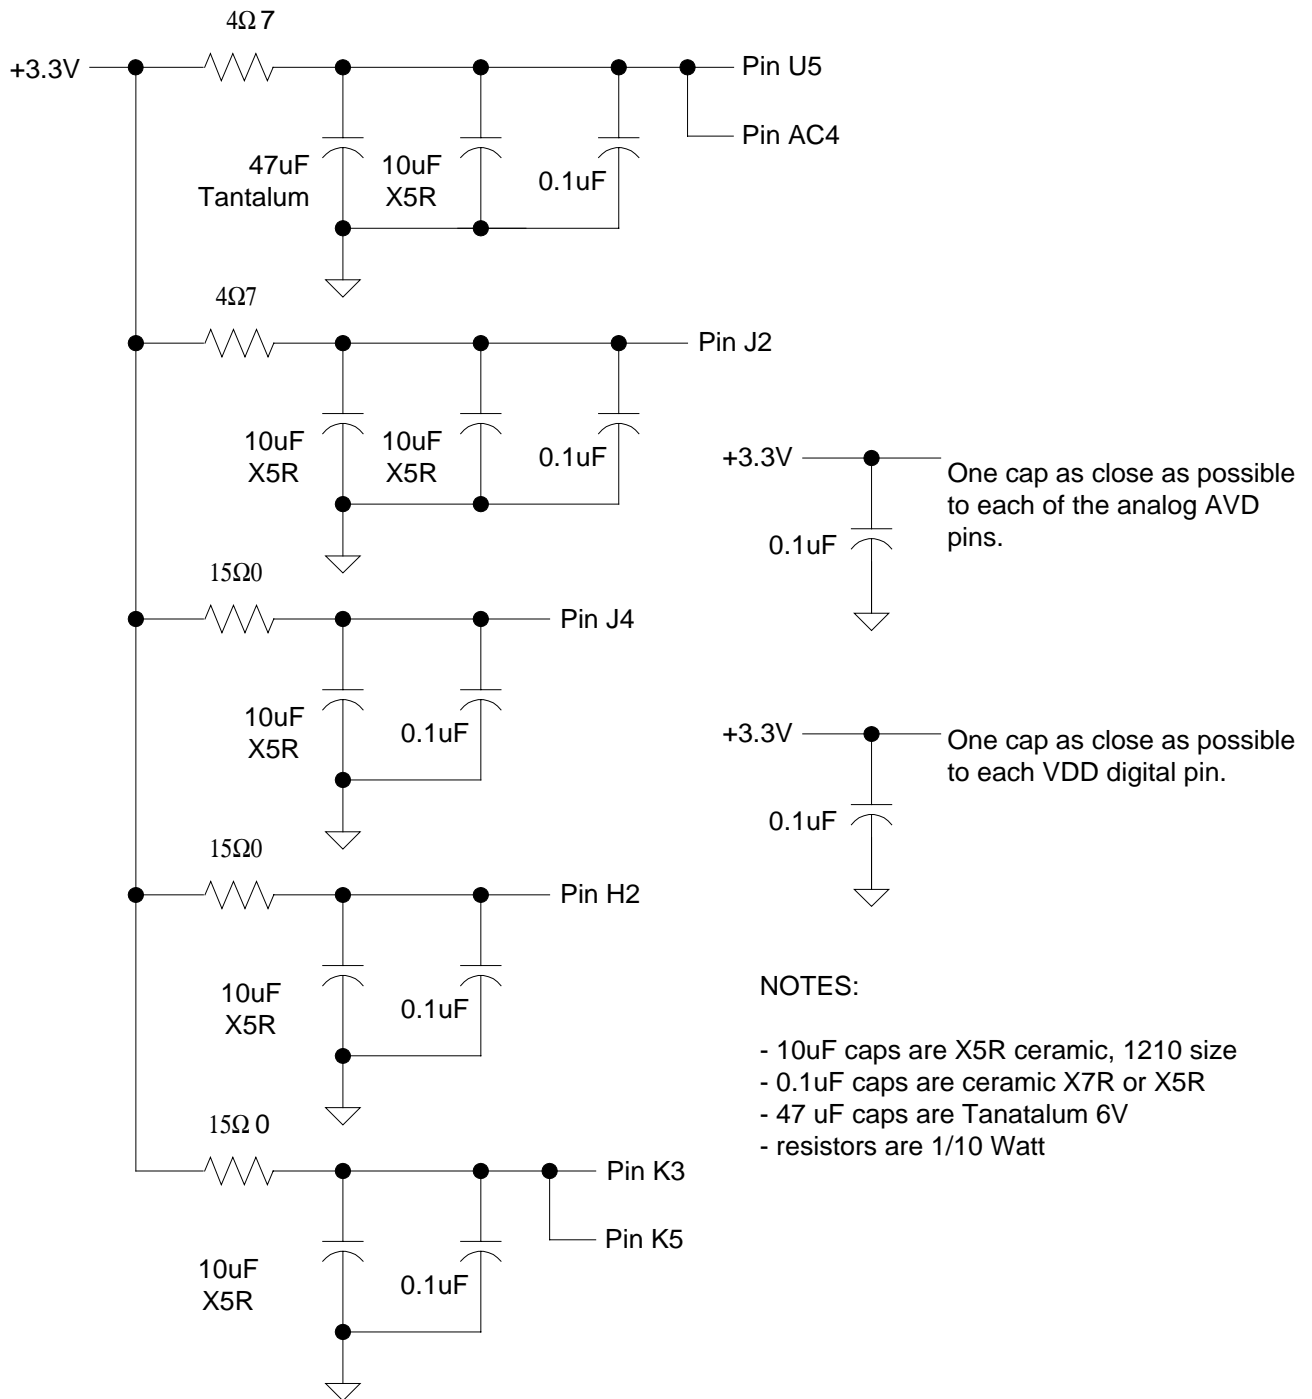 4Ω 7
+3.3V
Pin U5
Pin AC4
47uF
Tantalum
10uF
X5R
0.1uF
4Ω7
Pin J2
10uF
X5R
10uF
X5R
0.1uF
+3.3V
One cap as close as possible
to each of the analog AVD
pins.
0.1uF
15Ω0
Pin J4
10uF
X5R
0.1uF
+3.3V
One cap as close as possible
to each VDD digital pin.
0.1uF
15Ω0
Pin H2
10uF
X5R
0.1uF
NOTES:
- 10uF caps are X5R ceramic, 1210 size
- 0.1uF caps are ceramic X7R or X5R
- 47 uF caps are Tanatalum 6V
- resistors are 1/10 Watt
15Ω 0
Pin K3
Pin K5
10uF
X5R
0.1uF